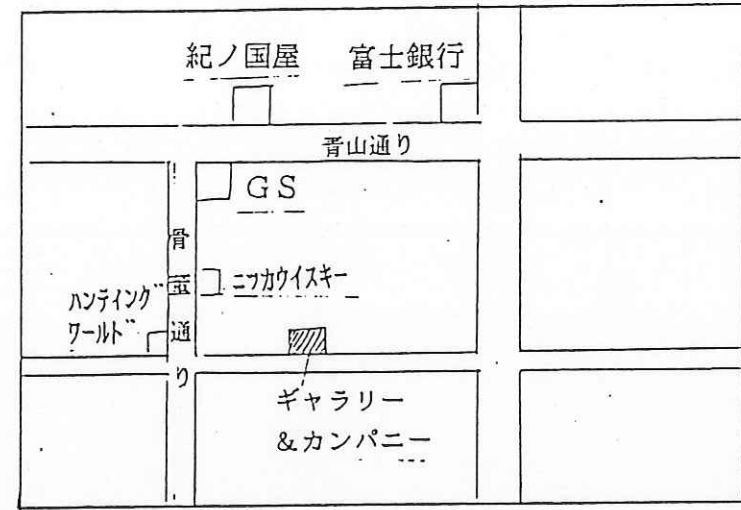 紀ノ国屋
富士銀行
青山通り
GS
骨董通り
ニッカウイスキー
ハンティング
ワールド
ギャラリー
&カンパニー